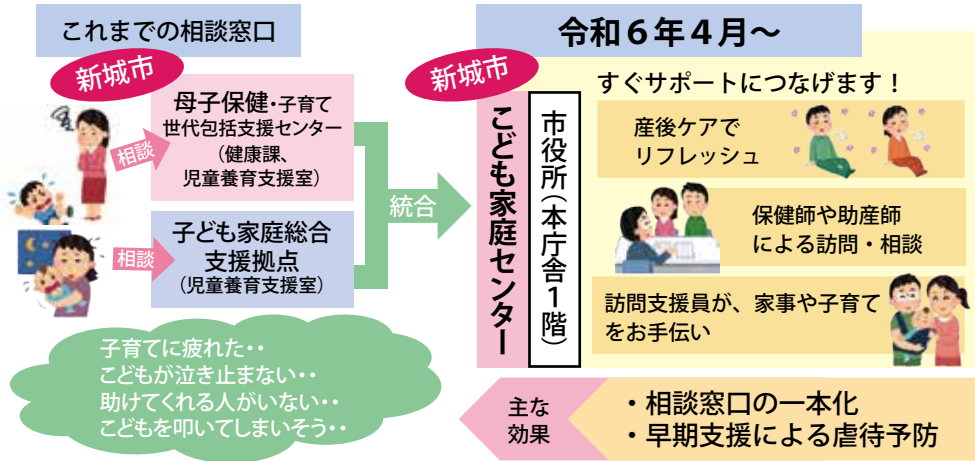 これまでの相談窓口
新城市
母子保健・子育て
世代包括支援センター
（健康課、
児童養育支援室）
相談
子ども家庭総合
支援拠点
（児童養育支援室）
相談
統合
子育てに疲れた・・
こどもが泣き止まない・・
助けてくれる人がいない・・
こどもを叩いてしまいそう・・
令和６年４月～
新城市
こども家庭センター
市役所（本庁舎１階）
すぐサポートにつなげます！
産後ケアで
リフレッシュ
保健師や助産師
による訪問・相談
訪問支援員が、家事や子育て
をお手伝い
主な
効果
・相談窓口の一本化
・早期支援による虐待予防